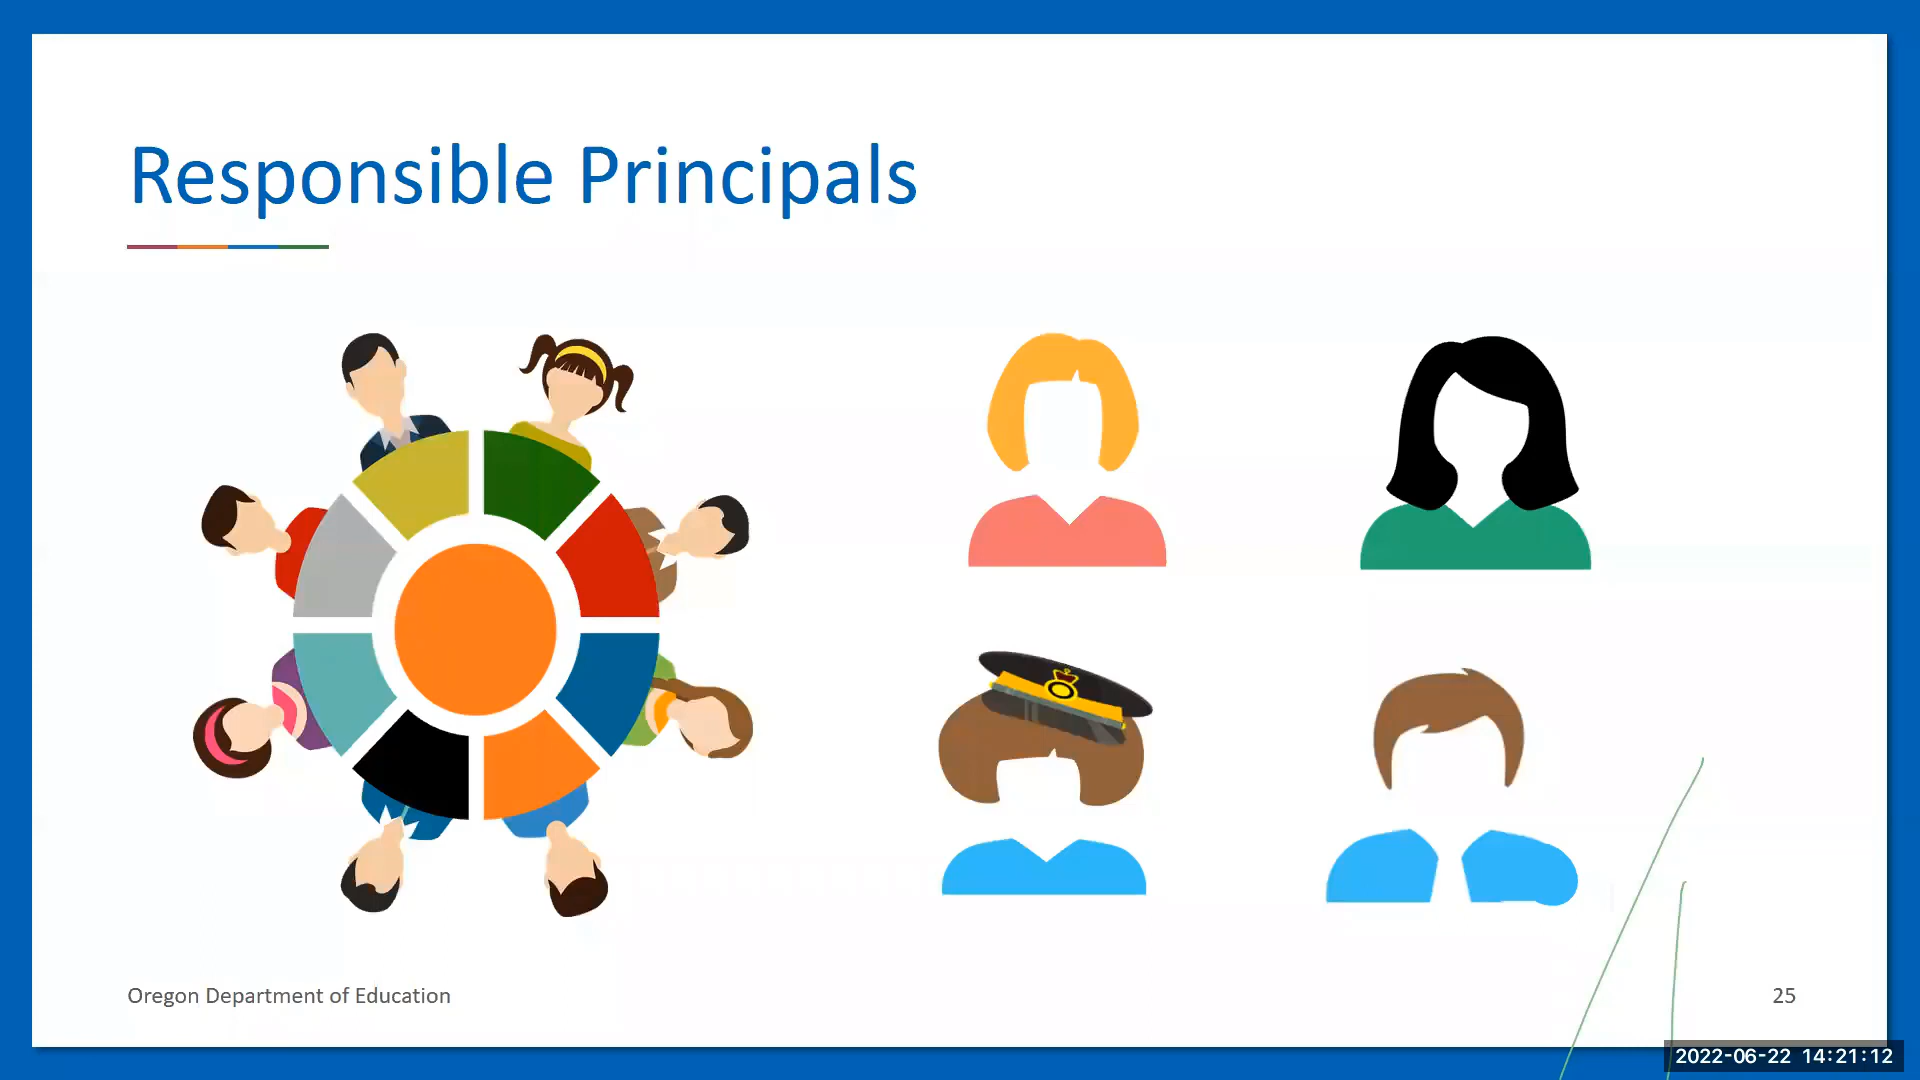 Responsible Principals
Oregon Department of Education
25
2022-06-22 14:21:12